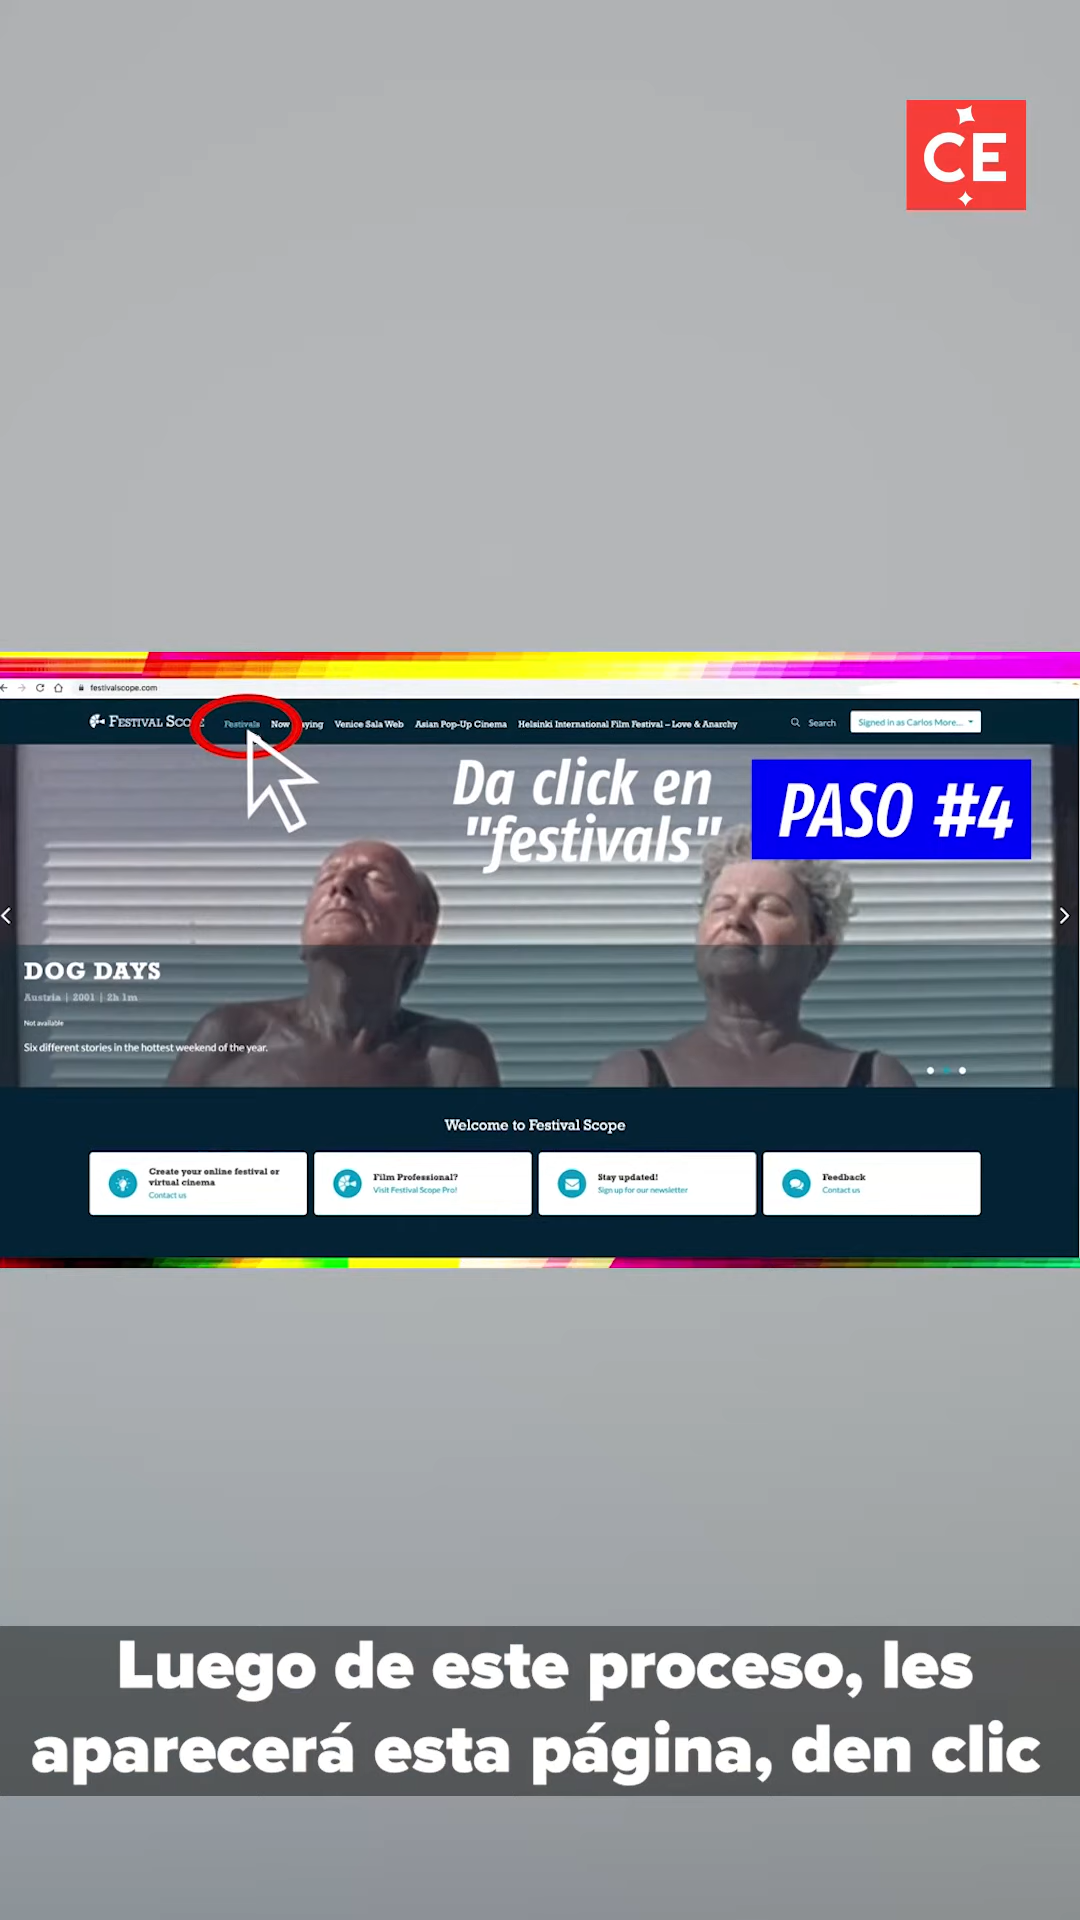 CE
festivalscope.com
Festivals
Venice Sala Web
Asian Pop-Up Cinema
Helsinki International Film Festival – Love & Anarchy
Search
Signed in as Carlos More...
Da click en
"festivals"
PASO #4
DOG DAYS
Austria | 2001 | 2h 1m
Not available
Six different stories in the hottest weekend of the year.
Welcome to Festival Scope
Create your online festival or
virtual cinema
Contact us
Film Professional?
Visit Festival Scope Pro!
Stay updated!
Sign up for our newsletter
Feedback
Contact us
Luego de este proceso, les
aparecerá esta página, den clic